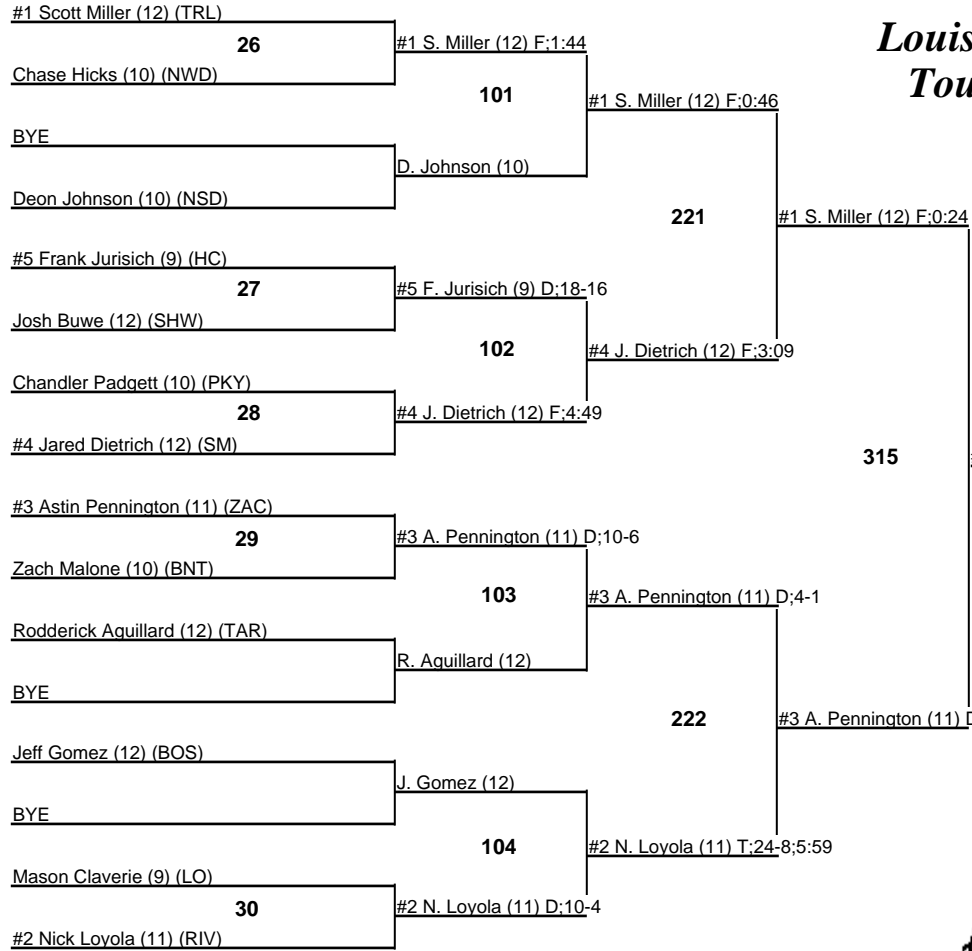 #1 Scott Miller (12) (TRL)
26
Chase Hicks (10) (NWD)
#1 S. Miller (12) F;1:44
101
BYE
Deon Johnson (10) (NSD)
D. Johnson (10)
#1 S. Miller (12) F;0:46
221
#5 Frank Jurisich (9) (HC)
27
Josh Buwe (12) (SHW)
#5 F. Jurisich (9) D;18-16
102
Chandler Padgett (10) (PKY)
28
#4 Jared Dietrich (12) (SM)
#4 J. Dietrich (12) F;4:49
#4 J. Dietrich (12) F;3:09
#1 S. Miller (12) F;0:24
315
#3 Astin Pennington (11) (ZAC)
29
Zach Malone (10) (BNT)
#3 A. Pennington (11) D;10-6
103
Rodderick Aguillard (12) (TAR)
BYE
R. Aguillard (12)
#3 A. Pennington (11) D;4-1
222
Jeff Gomez (12) (BOS)
BYE
J. Gomez (12)
104
Mason Claverie (9) (LO)
30
#2 Nick Loyola (11) (RIV)
#2 N. Loyola (11) D;10-4
#2 N. Loyola (11) T;24-8;5:59
#3 A. Pennington (11)
Louis
Tou